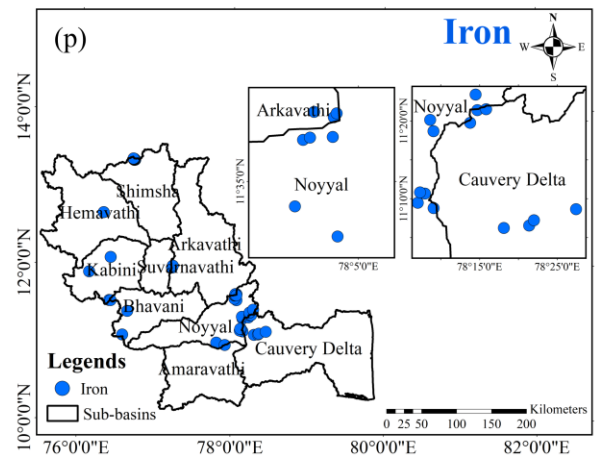 (p)
Iron
N
W E
S
14°0'0"N
12°0'0"N
10°0'0"N
Arkavathi
Noyyal
11°35'0"N
78°5'0"E
Noyyal
Cauvery Delta
11°20'0"N
11°10'0"N
78°15'0"E 78°25'0"E
Shimsha
Hemavathi
Arkavathi
Kabini
Suvarnavathi
Bhavani
Noyyal
Cauvery Delta
Amaravathi
Legends
Iron
Sub-basins
Kilometers
0 25 50 100 150 200
76°0'0"E 78°0'0"E 80°0'0"E 82°0'0"E